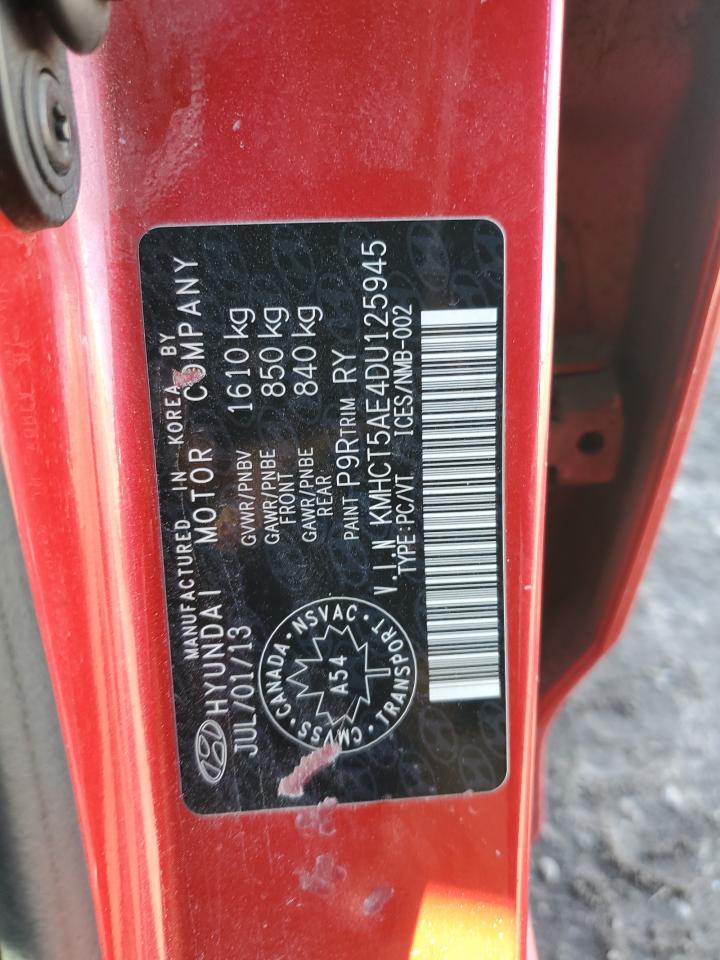 MANUFACTURED IN KOREA BY
HYUNDAI MOTOR COMPANY
JUL/01/13
GVWR/PNBV 1610 kg
GAWR/PNBE FRONT 850 kg
GAWR/PNBE REAR 840 kg
PAINT P9R TRIM RY
V.I.N KMHCT5AE4DU125945
TYPE:PC/VT ICES/NMB-002
CANADA · NSVAC · TRANSPORT · CMVSS
A54